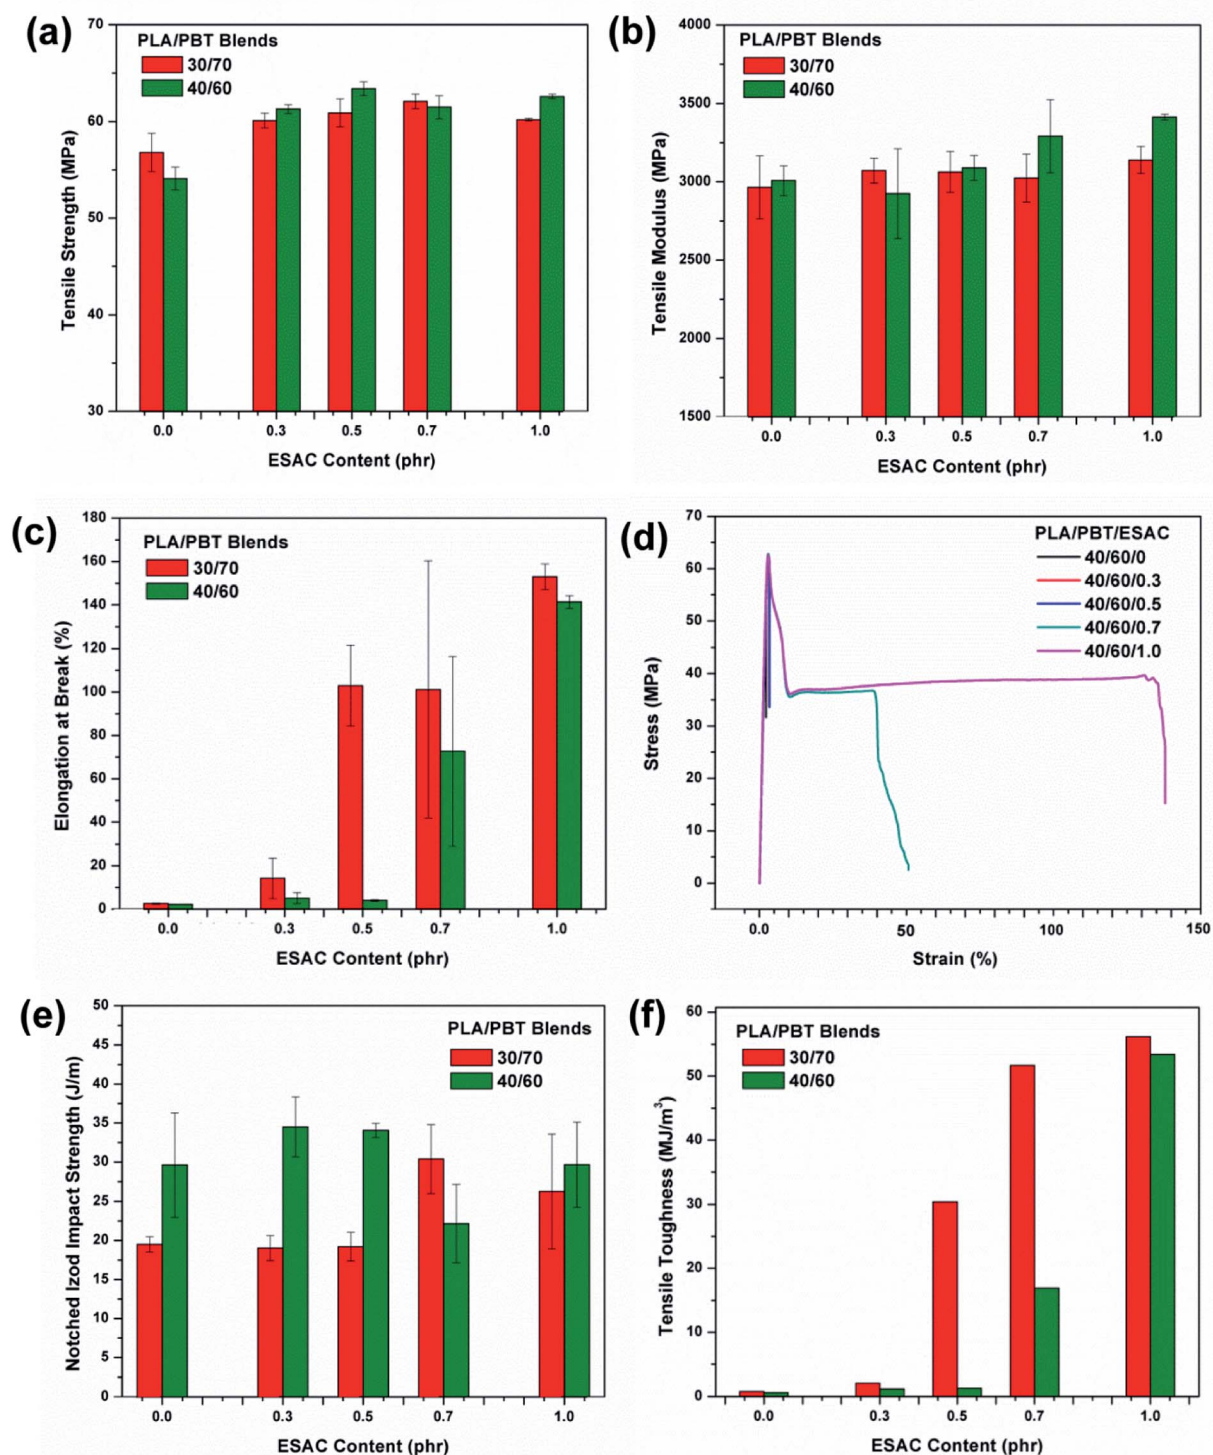 (a)
PLA/PBT Blends
30/70
40/60
Tensile Strength (MPa)
70
60
50
40
30
0.0 0.3 0.5 0.7 1.0
ESAC Content (phr)
(b)
PLA/PBT Blends
30/70
40/60
Tensile Modulus (MPa)
4000
3500
3000
2500
2000
1500
0.0 0.3 0.5 0.7 1.0
ESAC Content (phr)
(c)
PLA/PBT Blends
30/70
40/60
Elongation at Break (%)
180
160
140
120
100
80
60
40
20
0
0.0 0.3 0.5 0.7 1.0
ESAC Content (phr)
(d)
PLA/PBT/ESAC
40/60/0
40/60/0.3
40/60/0.5
40/60/0.7
40/60/1.0
Stress (MPa)
70
60
50
40
30
20
10
0
0.0 50 100 150
Strain (%)
(e)
PLA/PBT Blends
30/70
40/60
Notched Izod Impact Strength (J/m)
50
45
40
35
30
25
20
15
10
5
0
0.0 0.3 0.5 0.7 1.0
ESAC Content (phr)
(f)
PLA/PBT Blends
30/70
40/60
Tensile Toughness (MJ/m³)
60
50
40
30
20
10
0
0.0 0.3 0.5 0.7 1.0
ESAC Content (phr)